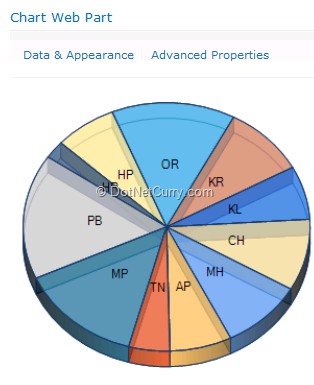 Chart Web Part
Data & Appearance Advanced Properties
OR
HP
KR
KL
© DotNetCurry.com
PB
CH
MP
MH
TN
AP